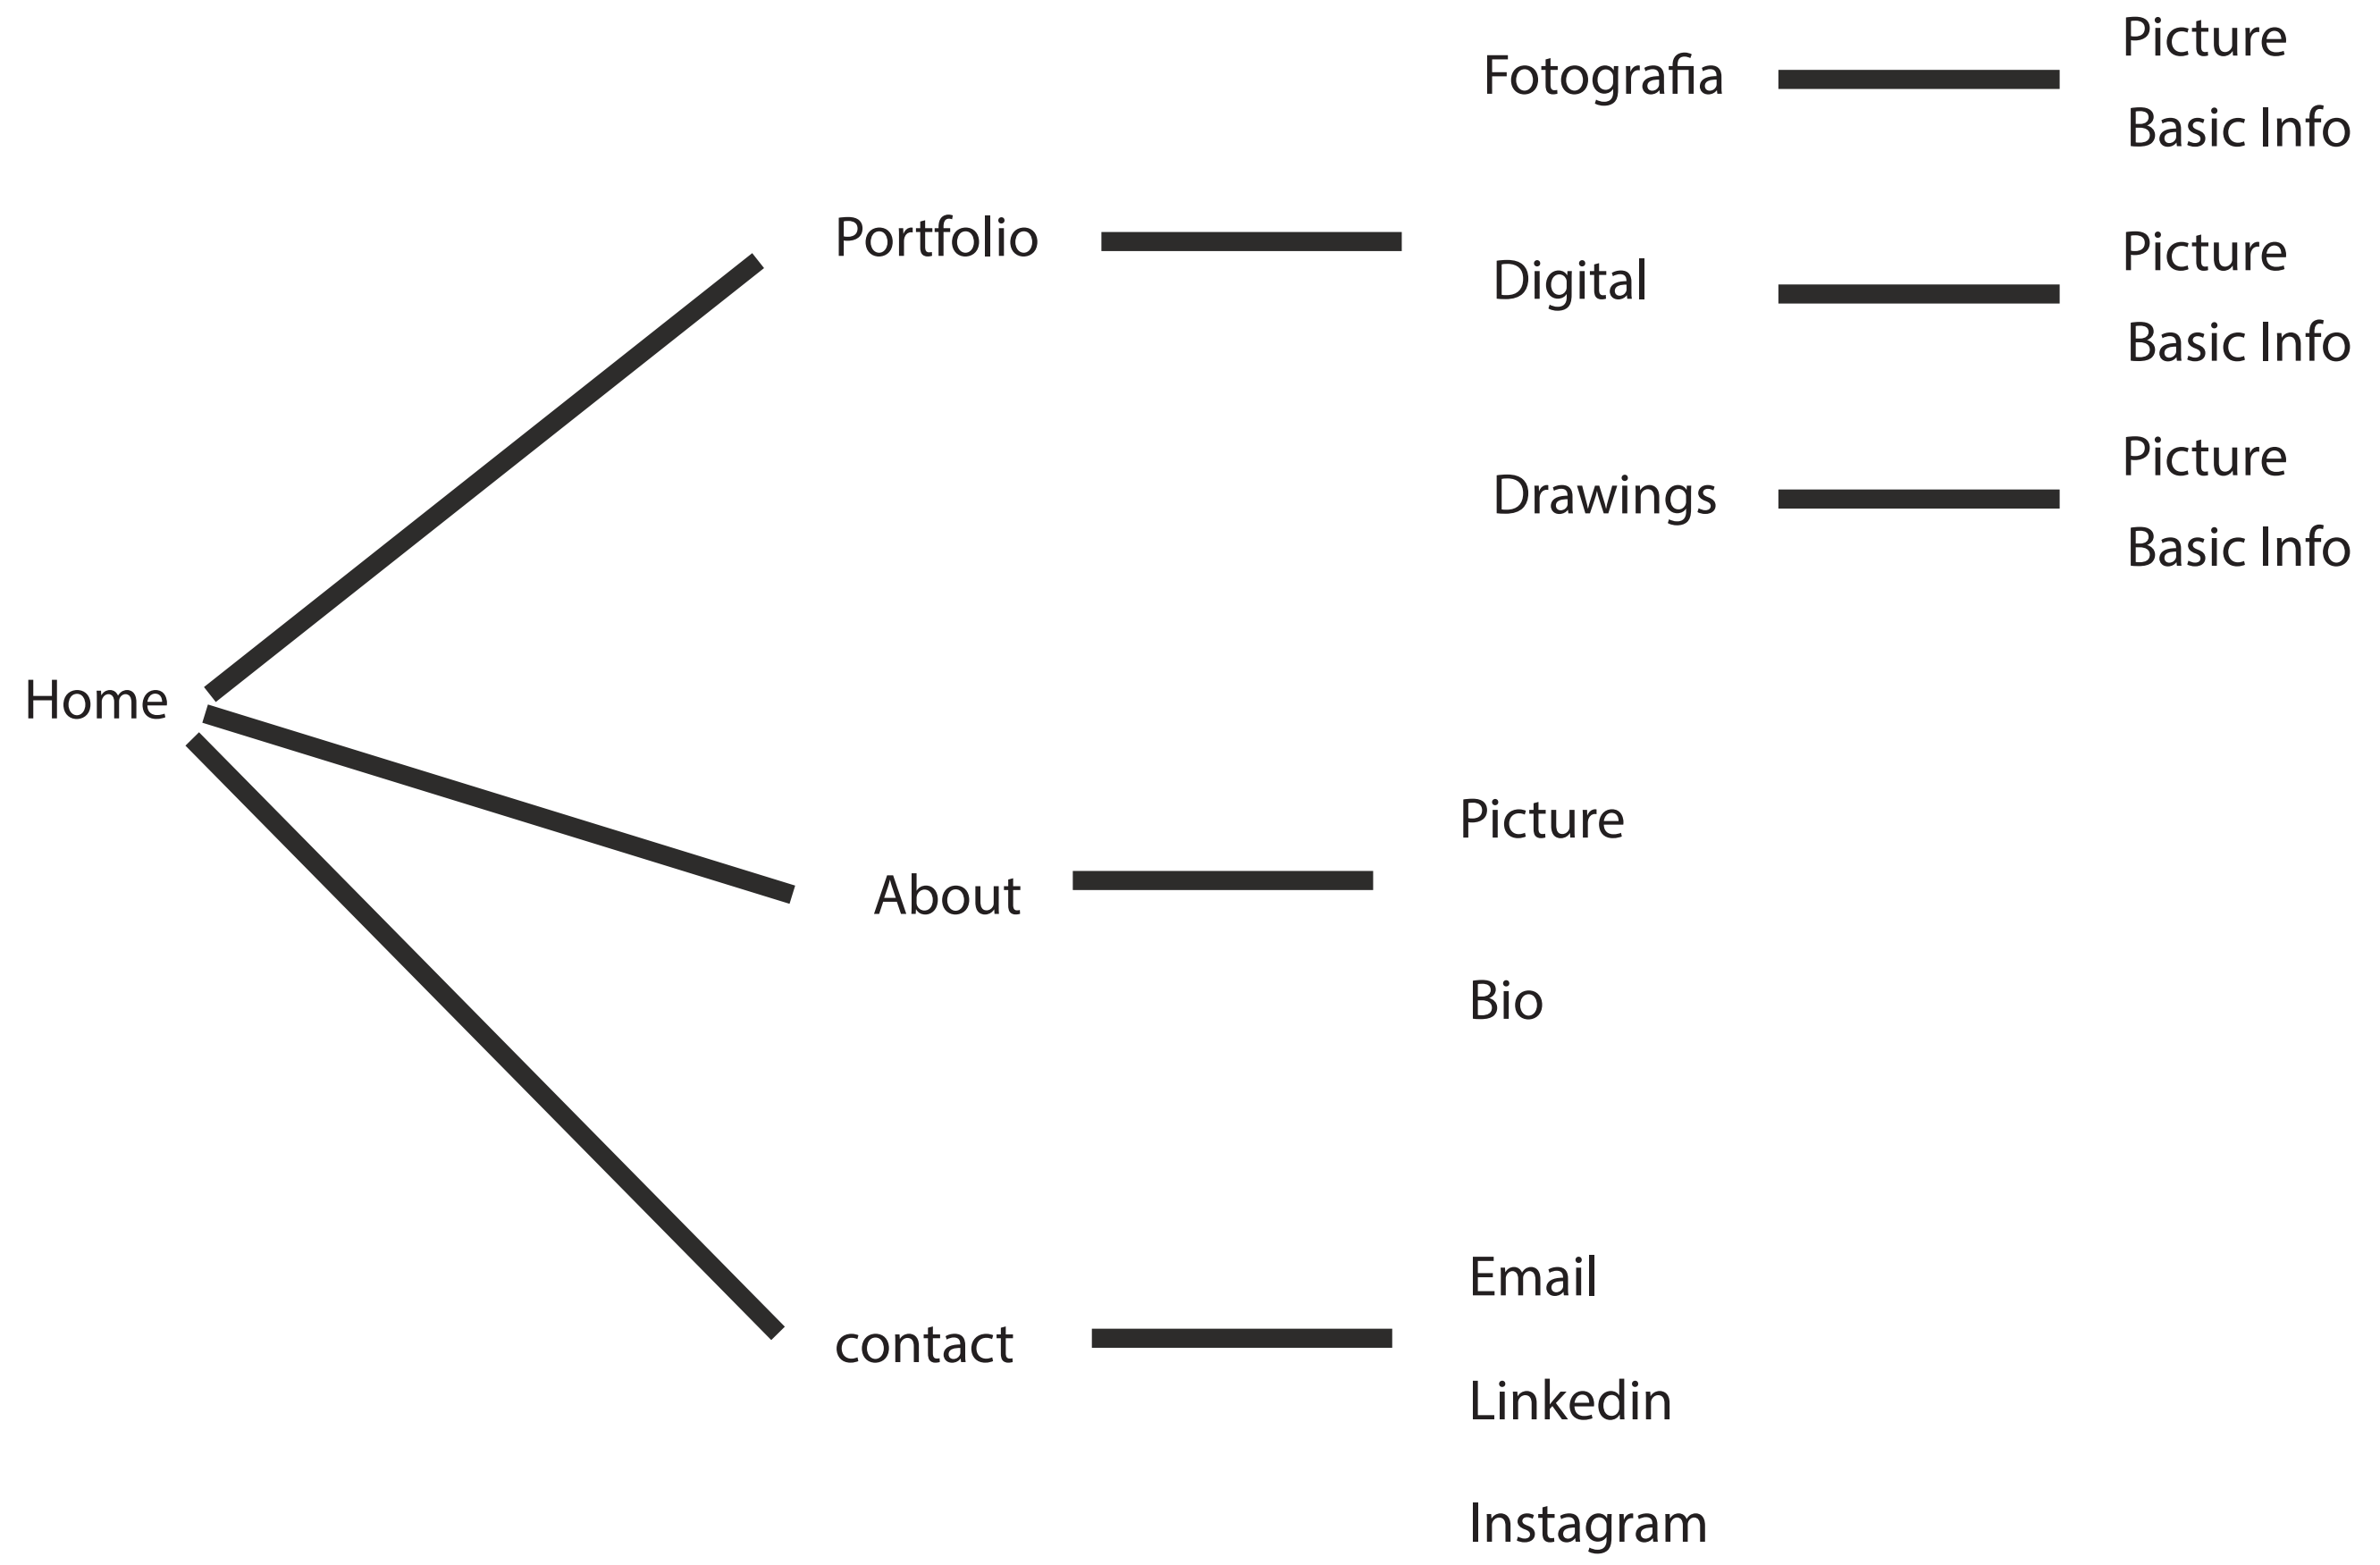 Home
Portfolio
Fotografia
Picture
Basic Info
Digital
Picture
Basic Info
Drawings
Picture
Basic Info
About
Picture
Bio
contact
Email
Linkedin
Instagram